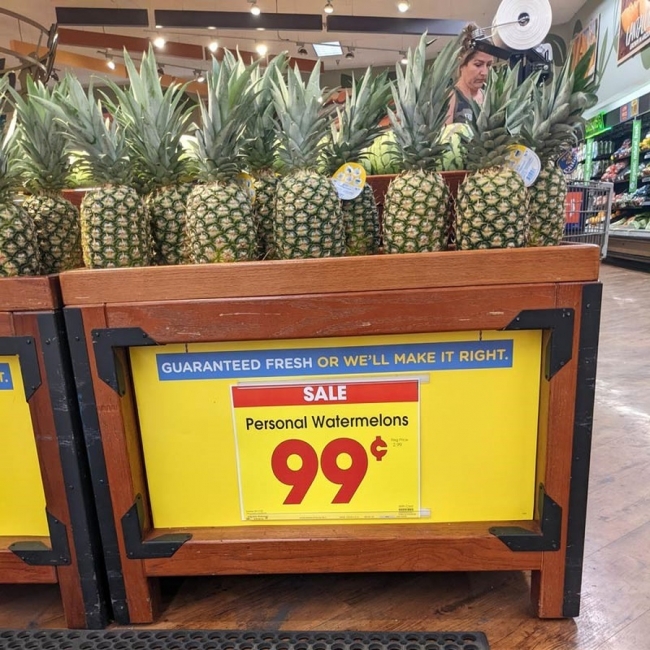 GUARANTEED FRESH OR WE'LL MAKE IT RIGHT.
SALE
Personal Watermelons
99¢
T.